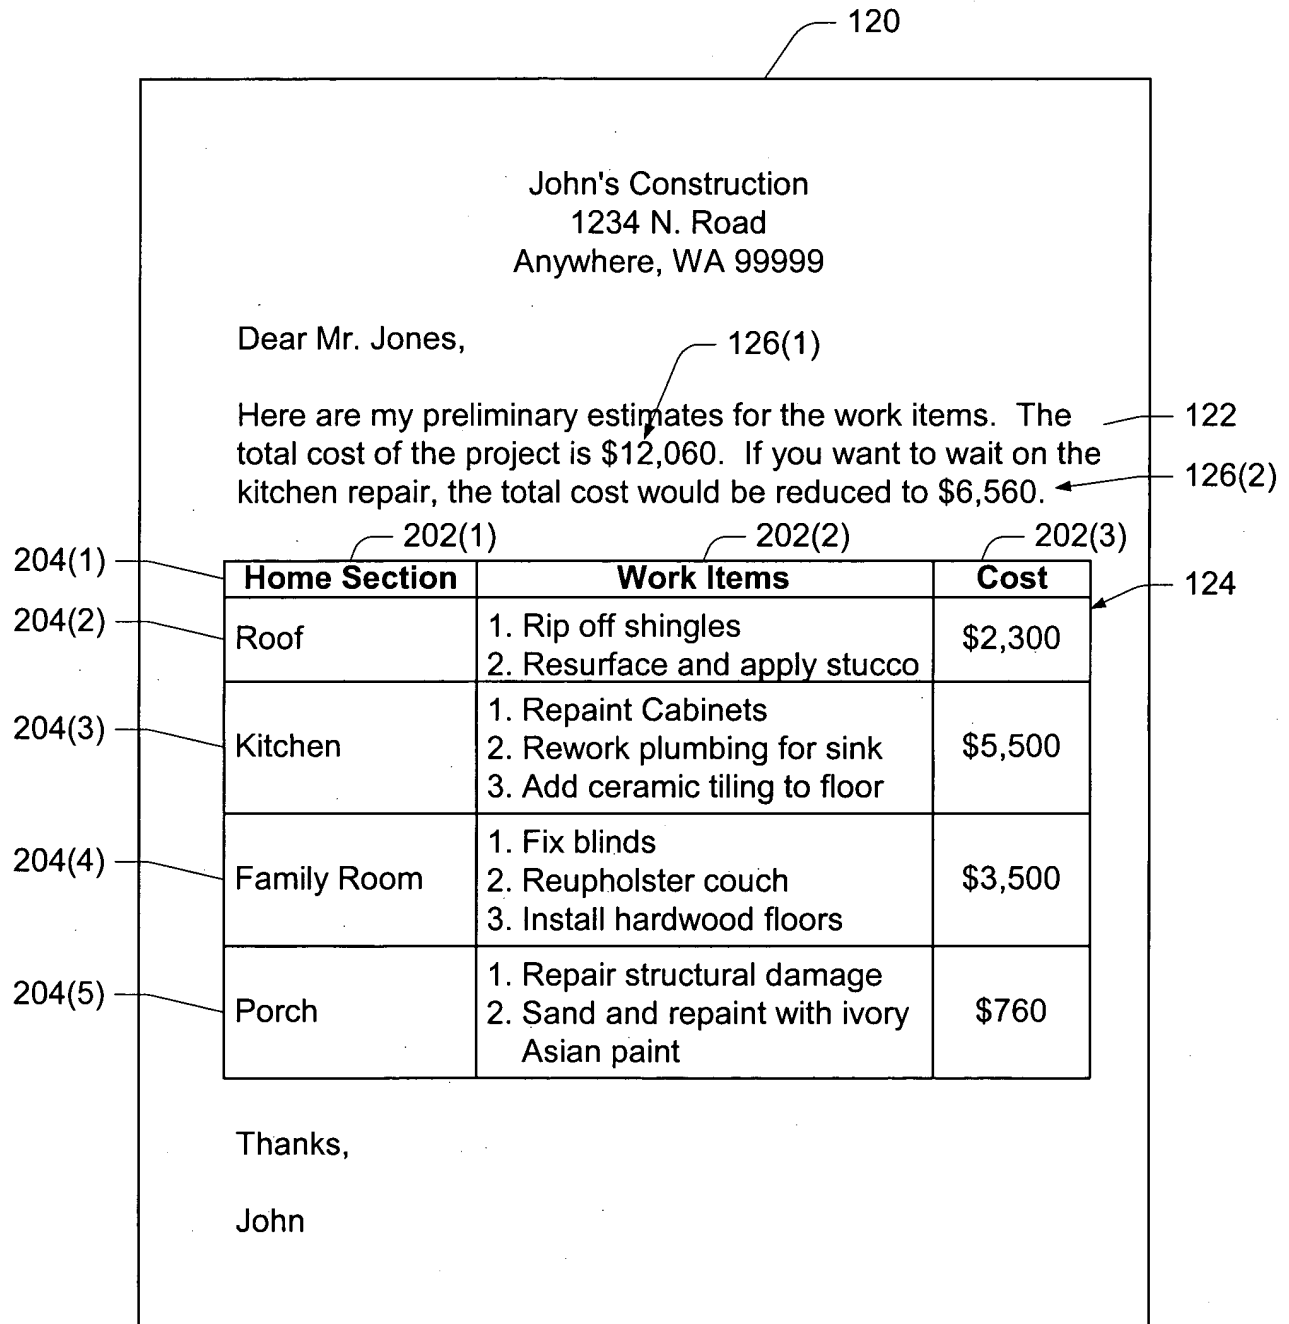 120
John's Construction
1234 N. Road
Anywhere, WA 99999
Dear Mr. Jones,
126(1)
Here are my preliminary estimates for the work items. The
122
total cost of the project is $12,060. If you want to wait on the
126(2)
kitchen repair, the total cost would be reduced to $6,560.
202(1)
202(2)
202(3)
204(1)
Home Section
Work Items
Cost
124
204(2)
Roof
1. Rip off shingles
2. Resurface and apply stucco
$2,300
204(3)
Kitchen
1. Repaint Cabinets
2. Rework plumbing for sink
3. Add ceramic tiling to floor
$5,500
204(4)
Family Room
1. Fix blinds
2. Reupholster couch
3. Install hardwood floors
$3,500
204(5)
Porch
1. Repair structural damage
2. Sand and repaint with ivory
Asian paint
$760
Thanks,
John